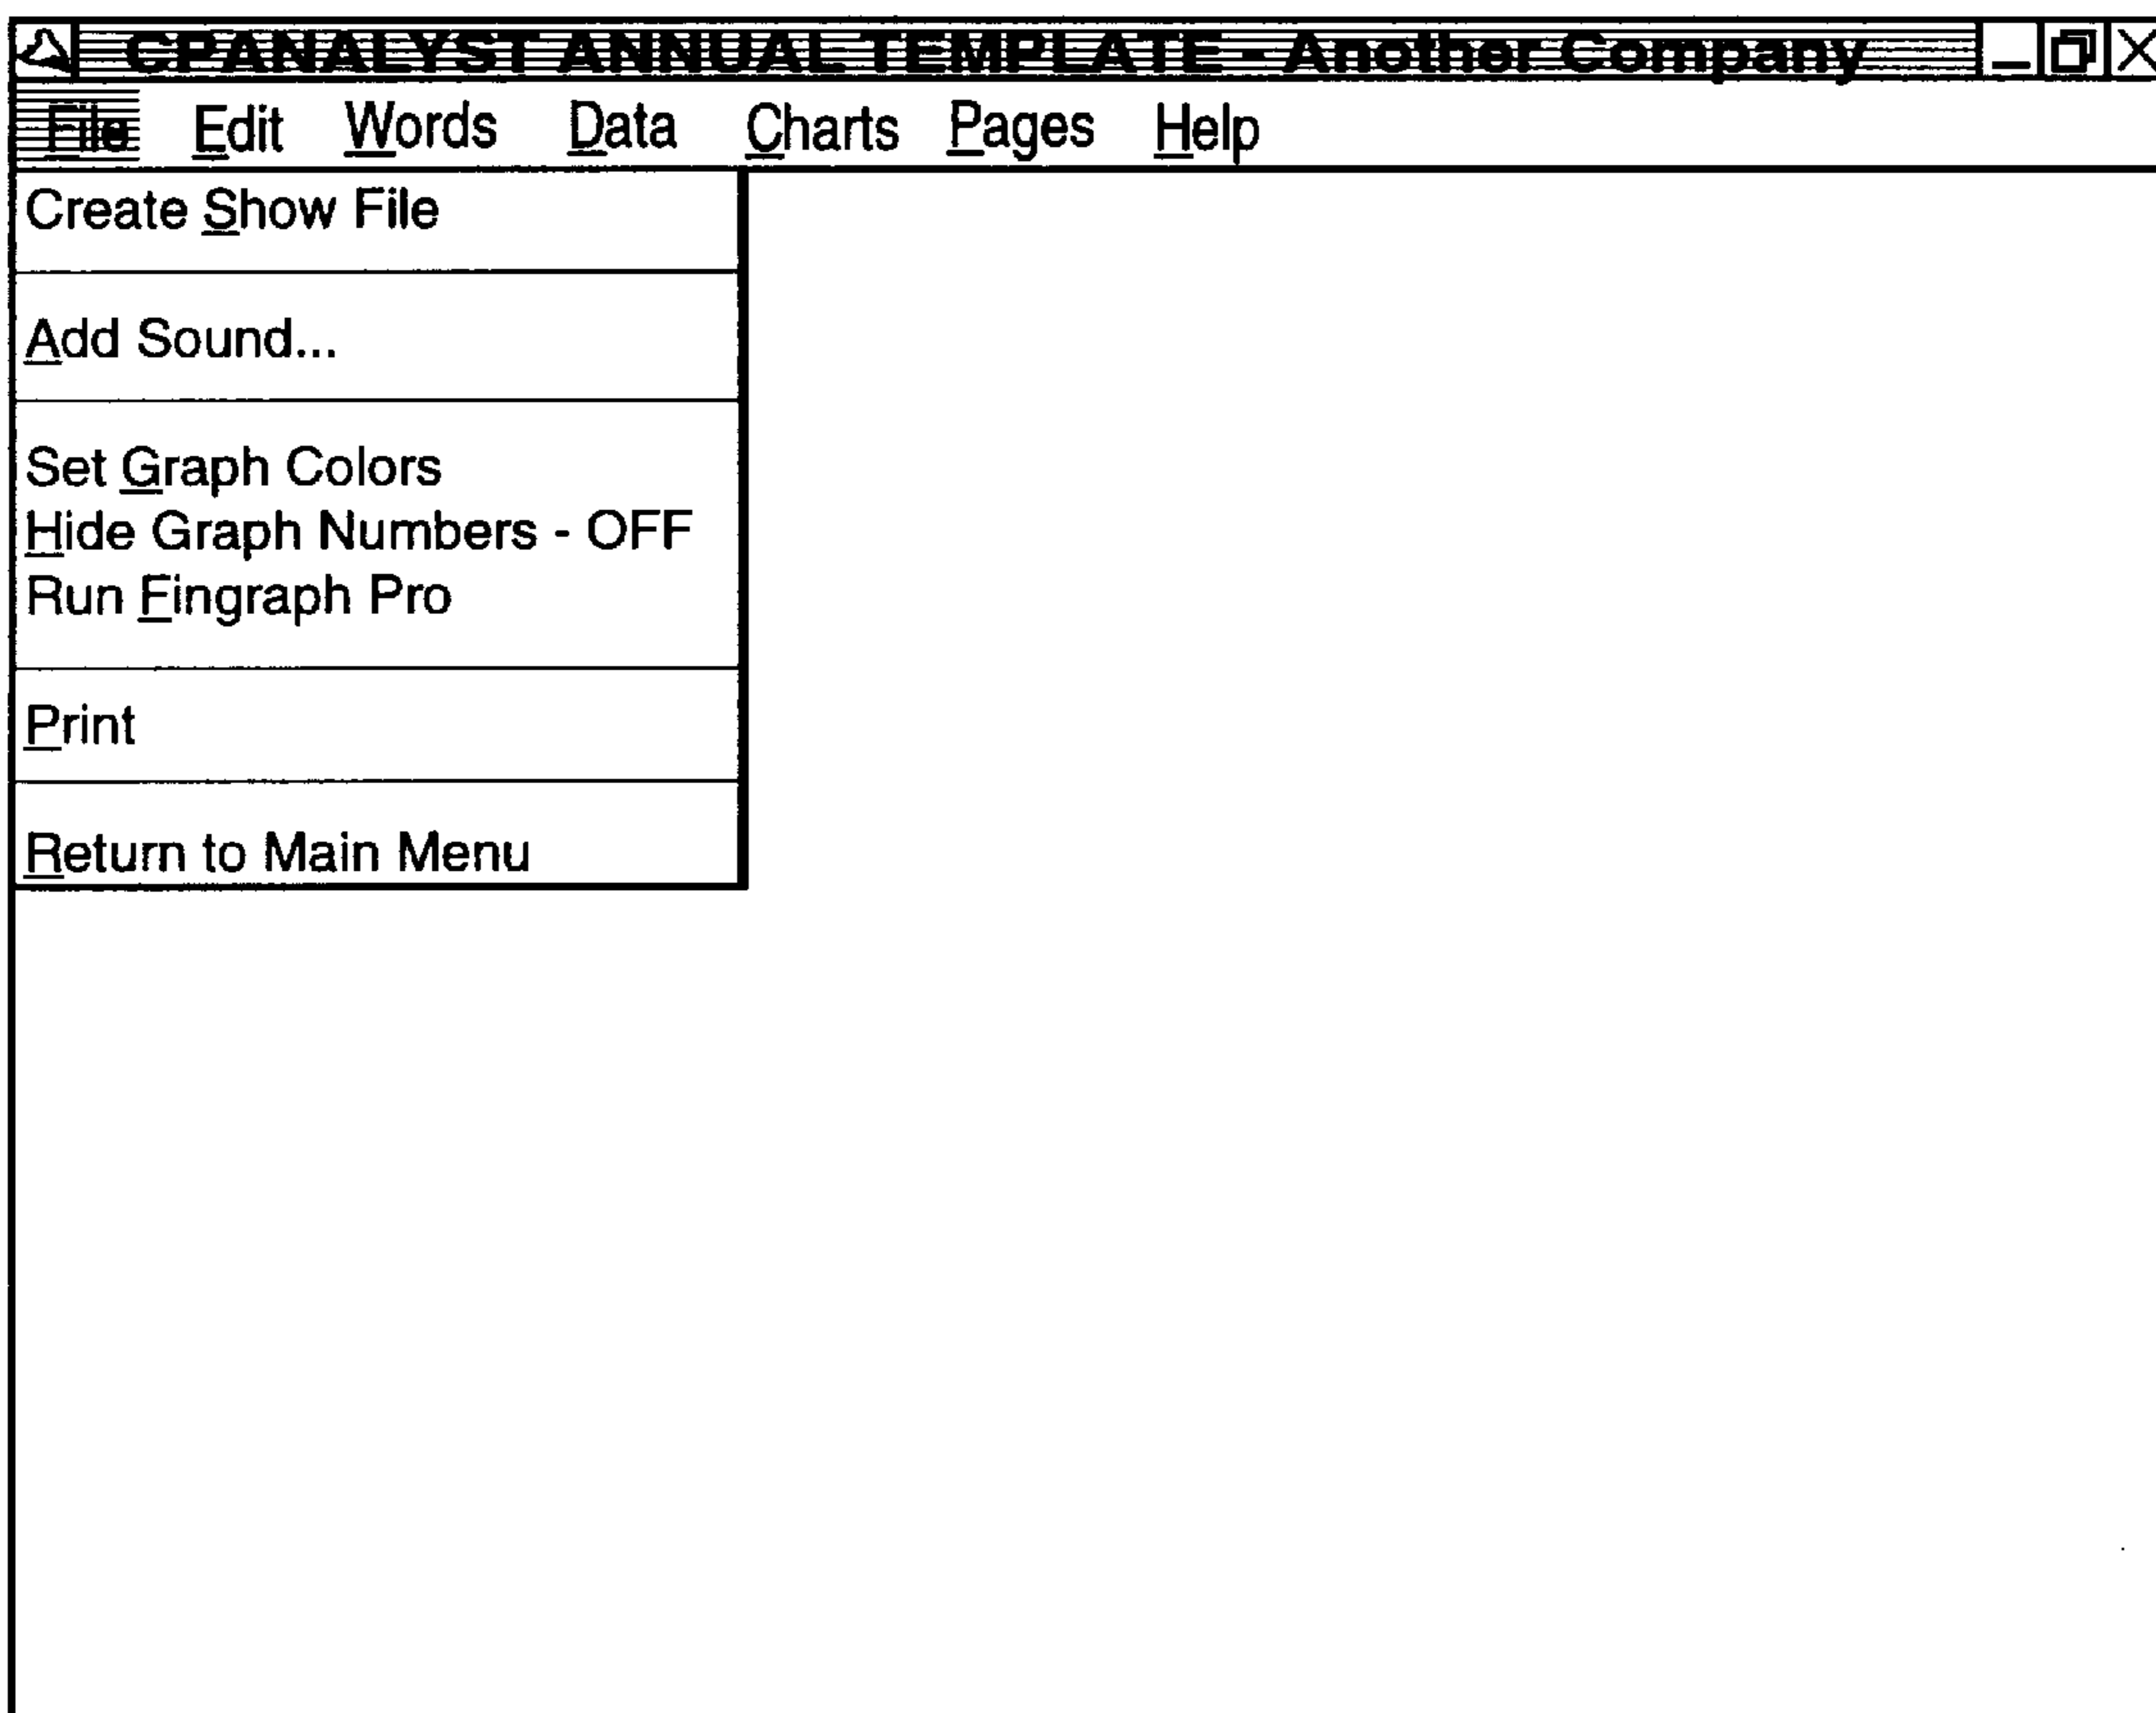 CPANALYST ANNUAL TEMPLATE - Another Company
File Edit Words Data Charts Pages Help
Create Show File
Add Sound...
Set Graph Colors
Hide Graph Numbers - OFF
Run Fingraph Pro
Print
Return to Main Menu